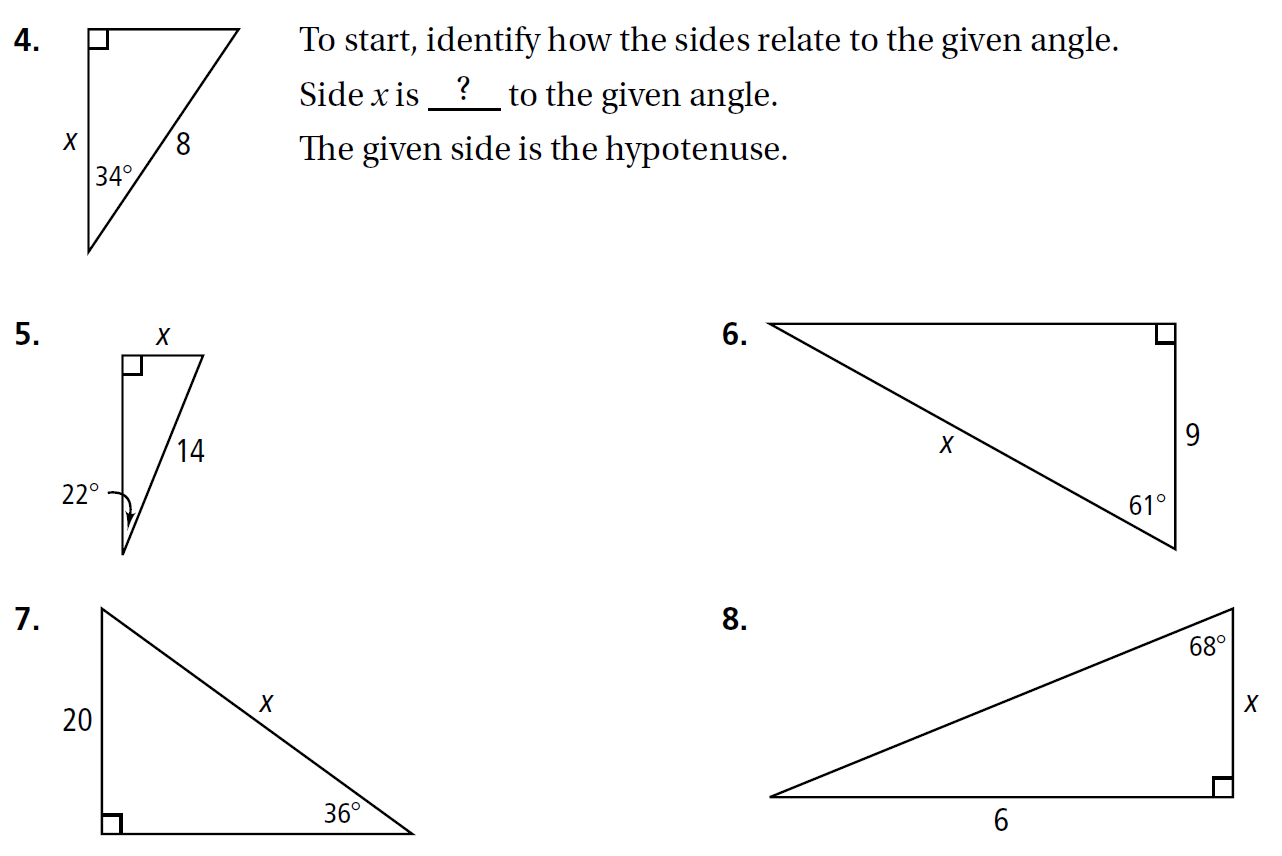 4.
To start, identify how the sides relate to the given angle.
Side x is ? to the given angle.
The given side is the hypotenuse.
x
8
34°
5.
x
14
22°
6.
x
9
61°
7.
20
x
36°
8.
68°
x
6